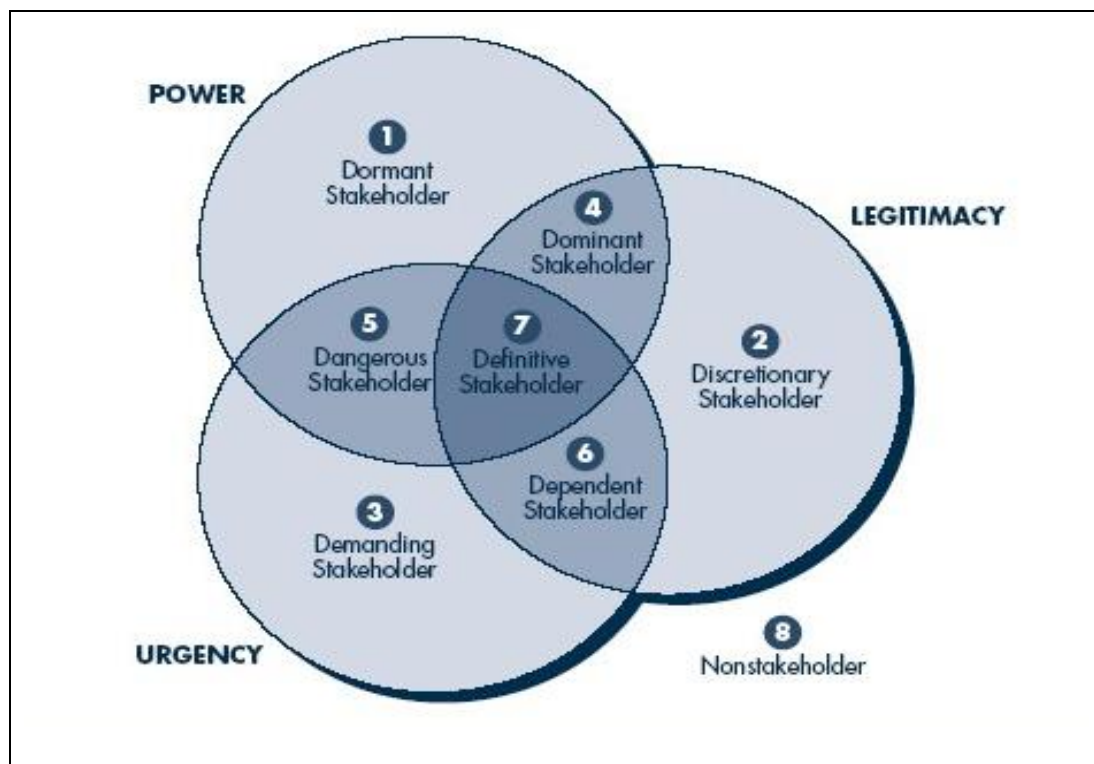 POWER
1
Dormant
Stakeholder
4
Dominant
Stakeholder
LEGITIMACY
5
Dangerous
Stakeholder
7
Definitive
Stakeholder
2
Discretionary
Stakeholder
6
Dependent
Stakeholder
3
Demanding
Stakeholder
URGENCY
8
Nonstakeholder